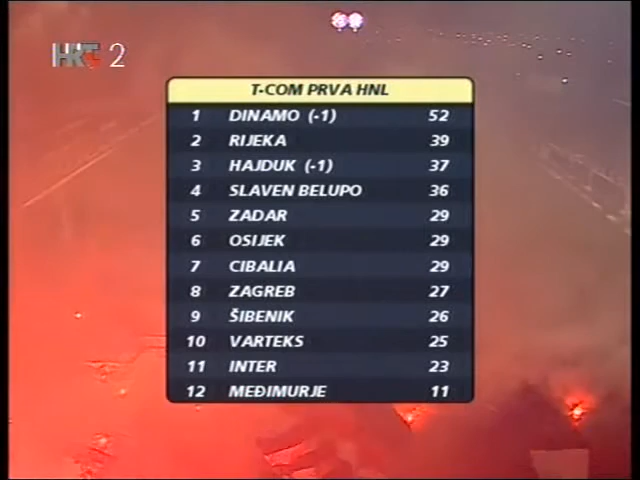 HRT 2
T-COM PRVA HNL
1 DINAMO (-1) 52
2 RIJEKA 39
3 HAJDUK (-1) 37
4 SLAVEN BELUPO 36
5 ZADAR 29
6 OSIJEK 29
7 CIBALIA 29
8 ZAGREB 27
9 ŠIBENIK 26
10 VARTEKS 25
11 INTER 23
12 MEĐIMURJE 11